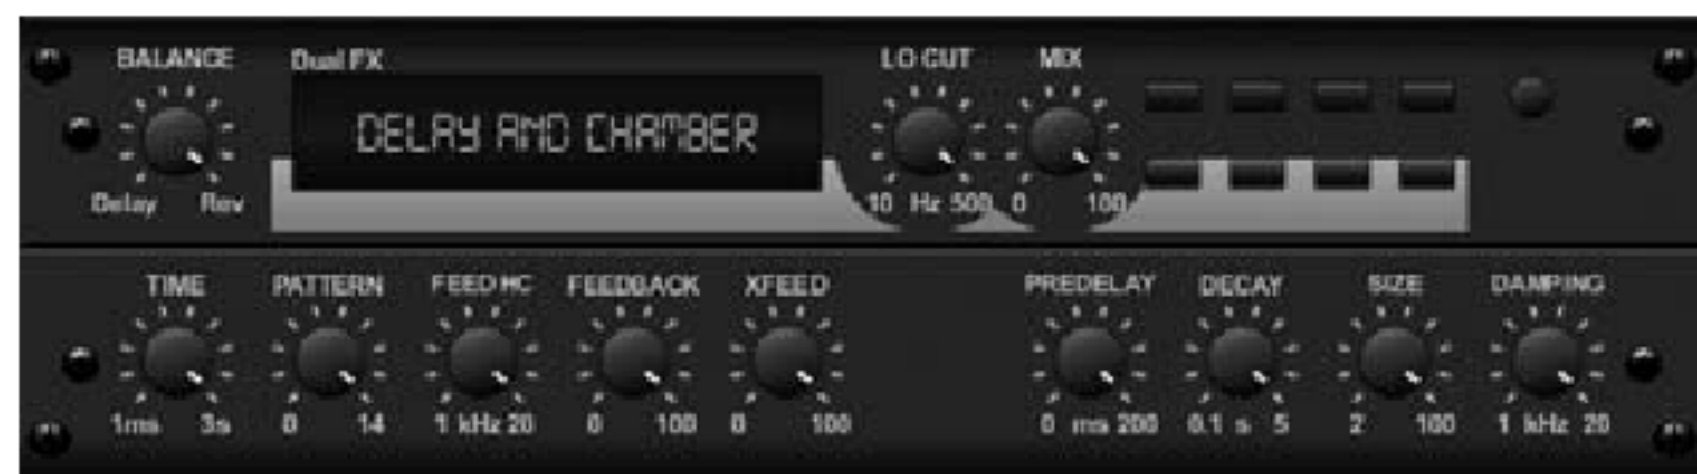 BALANCE Dual FX LO CUT MIX
DELAY AND CHAMBER
Delay Rev 10 Hz 500 0 100
TIME PATTERN FEED HC FEEDBACK XFEED PREDELAY DECAY SIZE DAMPING
1ms 3s 0 14 1 kHz 20 0 100 0 100 0 ms 200 0.1 s 5 2 100 1 kHz 20